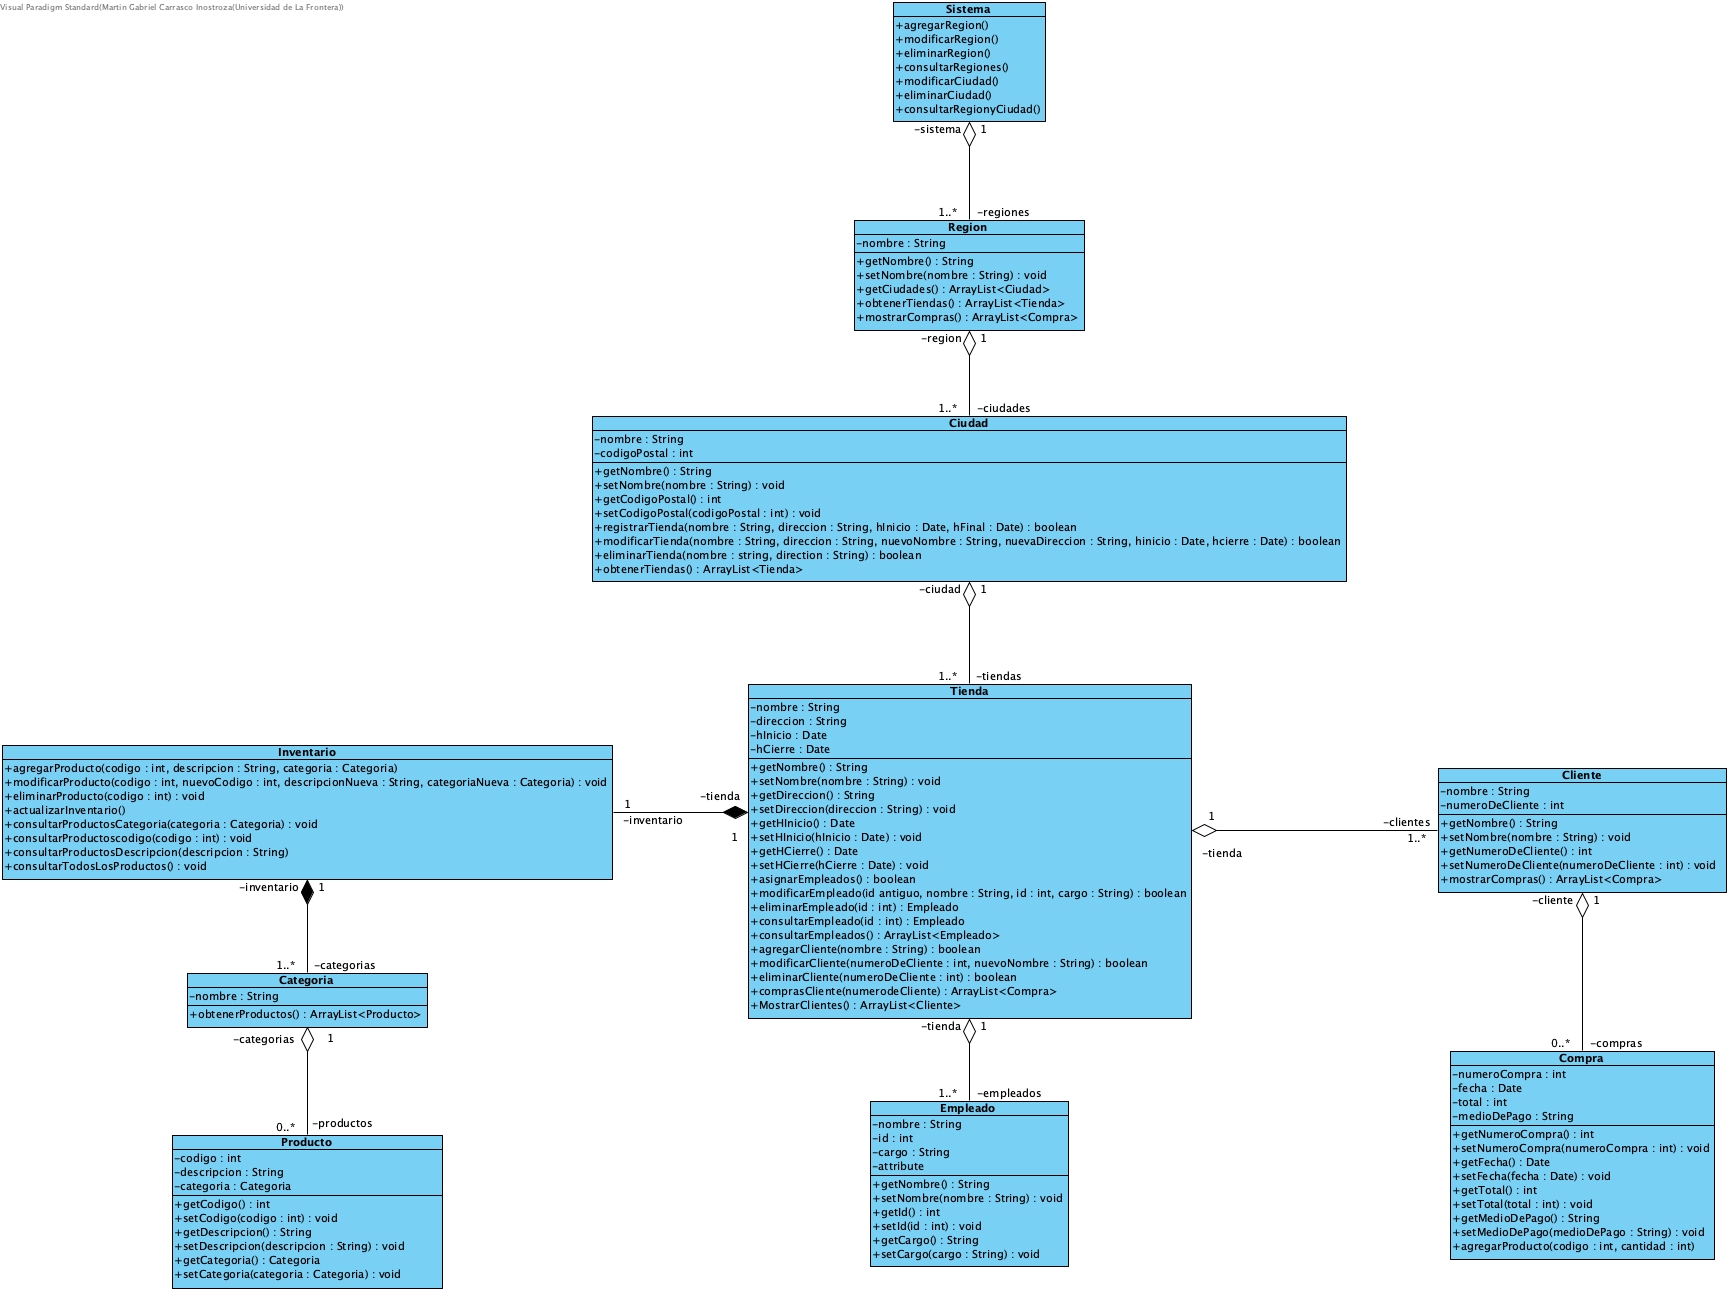 Visual Paradigm Standard(Martin Gabriel Carrasco Inostroza(Universidad de La Frontera))
Sistema
+agregarRegion()
+modificarRegion()
+eliminarRegion()
+consultarRegiones()
+modificarCiudad()
+eliminarCiudad()
+consultarRegionyCiudad()
-sistema 1
1..* -regiones
Region
-nombre : String
+getNombre() : String
+setNombre(nombre : String) : void
+getCiudades() : ArrayList<Ciudad>
+obtenerTiendas() : ArrayList<Tienda>
+mostrarCompras() : ArrayList<Compra>
-region 1
1..* -ciudades
Ciudad
-nombre : String
-codigoPostal : int
+getNombre() : String
+setNombre(nombre : String) : void
+getCodigoPostal() : int
+setCodigoPostal(codigoPostal : int) : void
+registrarTienda(nombre : String, direccion : String, hInicio : Date, hFinal : Date) : boolean
+modificarTienda(nombre : String, direccion : String, nuevoNombre : String, nuevaDireccion : String, hinicio : Date, hcierre : Date) : boolean
+eliminarTienda(nombre : string, direction : String) : boolean
+obtenerTiendas() : ArrayList<Tienda>
-ciudad 1
1..* -tiendas
Tienda
-nombre : String
-direccion : String
-hInicio : Date
-hCierre : Date
+getNombre() : String
+setNombre(nombre : String) : void
+getDireccion() : String
+setDireccion(direccion : String) : void
+getHInicio() : Date
+setHInicio(hInicio : Date) : void
+getHCierre() : Date
+setHCierre(hCierre : Date) : void
+asignarEmpleados() : boolean
+modificarEmpleado(id antiguo, nombre : String, id : int, cargo : String) : boolean
+eliminarEmpleado(id : int) : Empleado
+consultarEmpleado(id : int) : Empleado
+consultarEmpleados() : ArrayList<Empleado>
+agregarCliente(nombre : String) : boolean
+modificarCliente(numeroDeCliente : int, nuevoNombre : String) : boolean
+eliminarCliente(numeroDeCliente : int) : boolean
+comprasCliente(numerodeCliente) : ArrayList<Compra>
+MostrarClientes() : ArrayList<Cliente>
Inventario
+agregarProducto(codigo : int, descripcion : String, categoria : Categoria)
+modificarProducto(codigo : int, nuevoCodigo : int, descripcionNueva : String, categoriaNueva : Categoria) : void
+eliminarProducto(codigo : int) : void
+actualizarInventario()
+consultarProductosCategoria(categoria : Categoria) : void
+consultarProductoscodigo(codigo : int) : void
+consultarProductosDescripcion(descripcion : String)
+consultarTodosLosProductos() : void
-tienda
1
-inventario
1
1
-tienda
-clientes
1..*
Cliente
-nombre : String
-numeroDeCliente : int
+getNombre() : String
+setNombre(nombre : String) : void
+getNumeroDeCliente() : int
+setNumeroDeCliente(numeroDeCliente : int) : void
+mostrarCompras() : ArrayList<Compra>
-inventario 1
1..* -categorias
Categoria
-nombre : String
+obtenerProductos() : ArrayList<Producto>
-categorias 1
-productos
0..*
Producto
-codigo : int
-descripcion : String
-categoria : Categoria
+getCodigo() : int
+setCodigo(codigo : int) : void
+getDescripcion() : String
+setDescripcion(descripcion : String) : void
+getCategoria() : Categoria
+setCategoria(categoria : Categoria) : void
-tienda 1
1..* -empleados
Empleado
-nombre : String
-id : int
-cargo : String
-attribute
+getNombre() : String
+setNombre(nombre : String) : void
+getId() : int
+setId(id : int) : void
+getCargo() : String
+setCargo(cargo : String) : void
-cliente 1
0..* -compras
Compra
-numeroCompra : int
-fecha : Date
-total : int
-medioDePago : String
+getNumeroCompra() : int
+setNumeroCompra(numeroCompra : int) : void
+getFecha() : Date
+setFecha(fecha : Date) : void
+getTotal() : int
+setTotal(total : int) : void
+getMedioDePago() : String
+setMedioDePago(medioDePago : String) : void
+agregarProducto(codigo : int, cantidad : int)